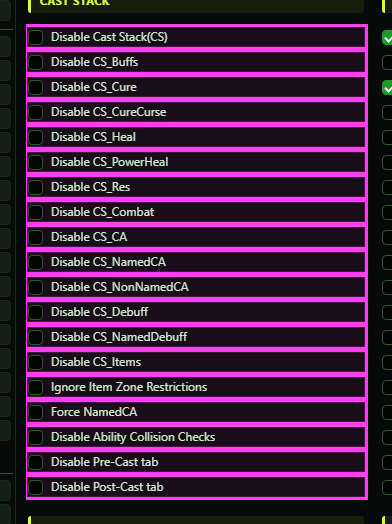 CAST STACK
Disable Cast Stack(CS)
Disable CS_Buffs
Disable CS_Cure
Disable CS_CureCurse
Disable CS_Heal
Disable CS_PowerHeal
Disable CS_Res
Disable CS_Combat
Disable CS_CA
Disable CS_NamedCA
Disable CS_NonNamedCA
Disable CS_Debuff
Disable CS_NamedDebuff
Disable CS_Items
Ignore Item Zone Restrictions
Force NamedCA
Disable Ability Collision Checks
Disable Pre-Cast tab
Disable Post-Cast tab